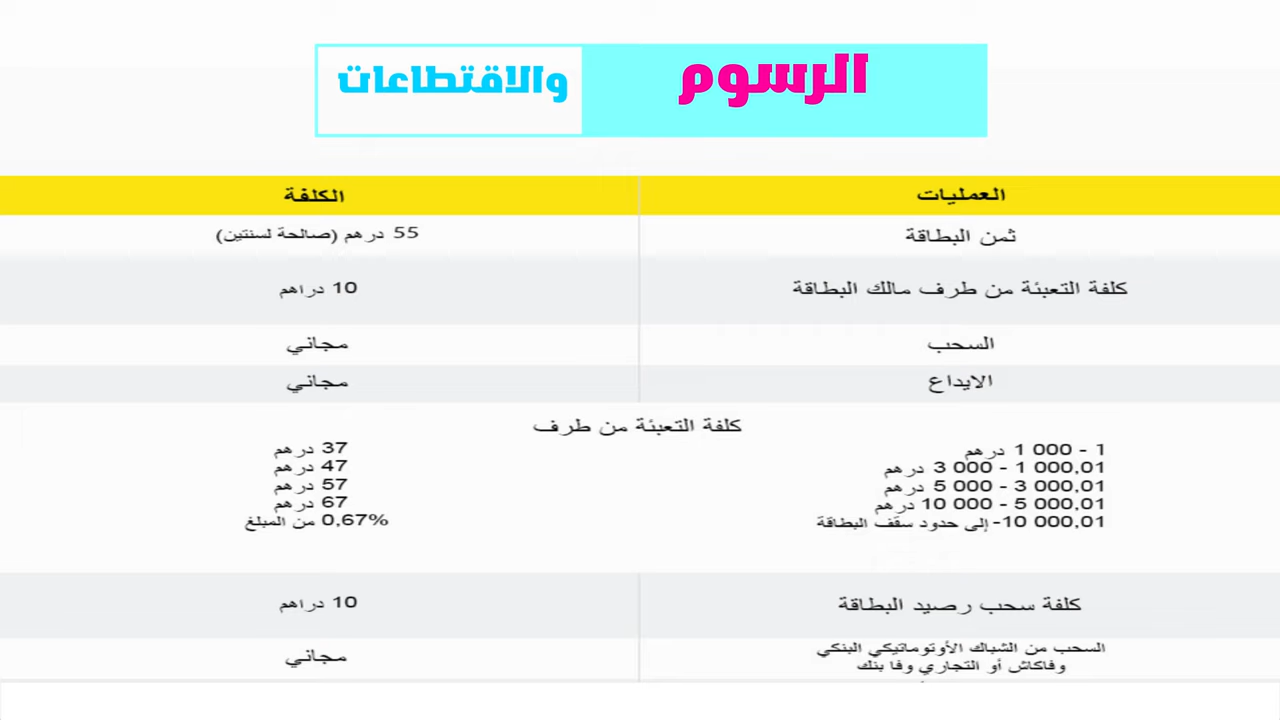 الرسوم والاقتطاعات
العمليات الكلفة
ثمن البطاقة 55 درهم (صالحة لسنتين)
كلفة التعبئة من طرف مالك البطاقة 10 دراهم
السحب مجاني
الايداع مجاني
كلفة التعبئة من طرف
1 - 1 000 درهم 37 درهم
1 000,01 - 3 000 درهم 47 درهم
3 000,01 - 5 000 درهم 57 درهم
5 000,01 - 10 000 درهم 67 درهم
10 000,01- إلى حدود سقف البطاقة 0,67% من المبلغ
كلفة سحب رصيد البطاقة 10 دراهم
السحب من الشباك الأوتوماتيكي البنكي
وفاكاش أو التجاري وفا بنك مجاني